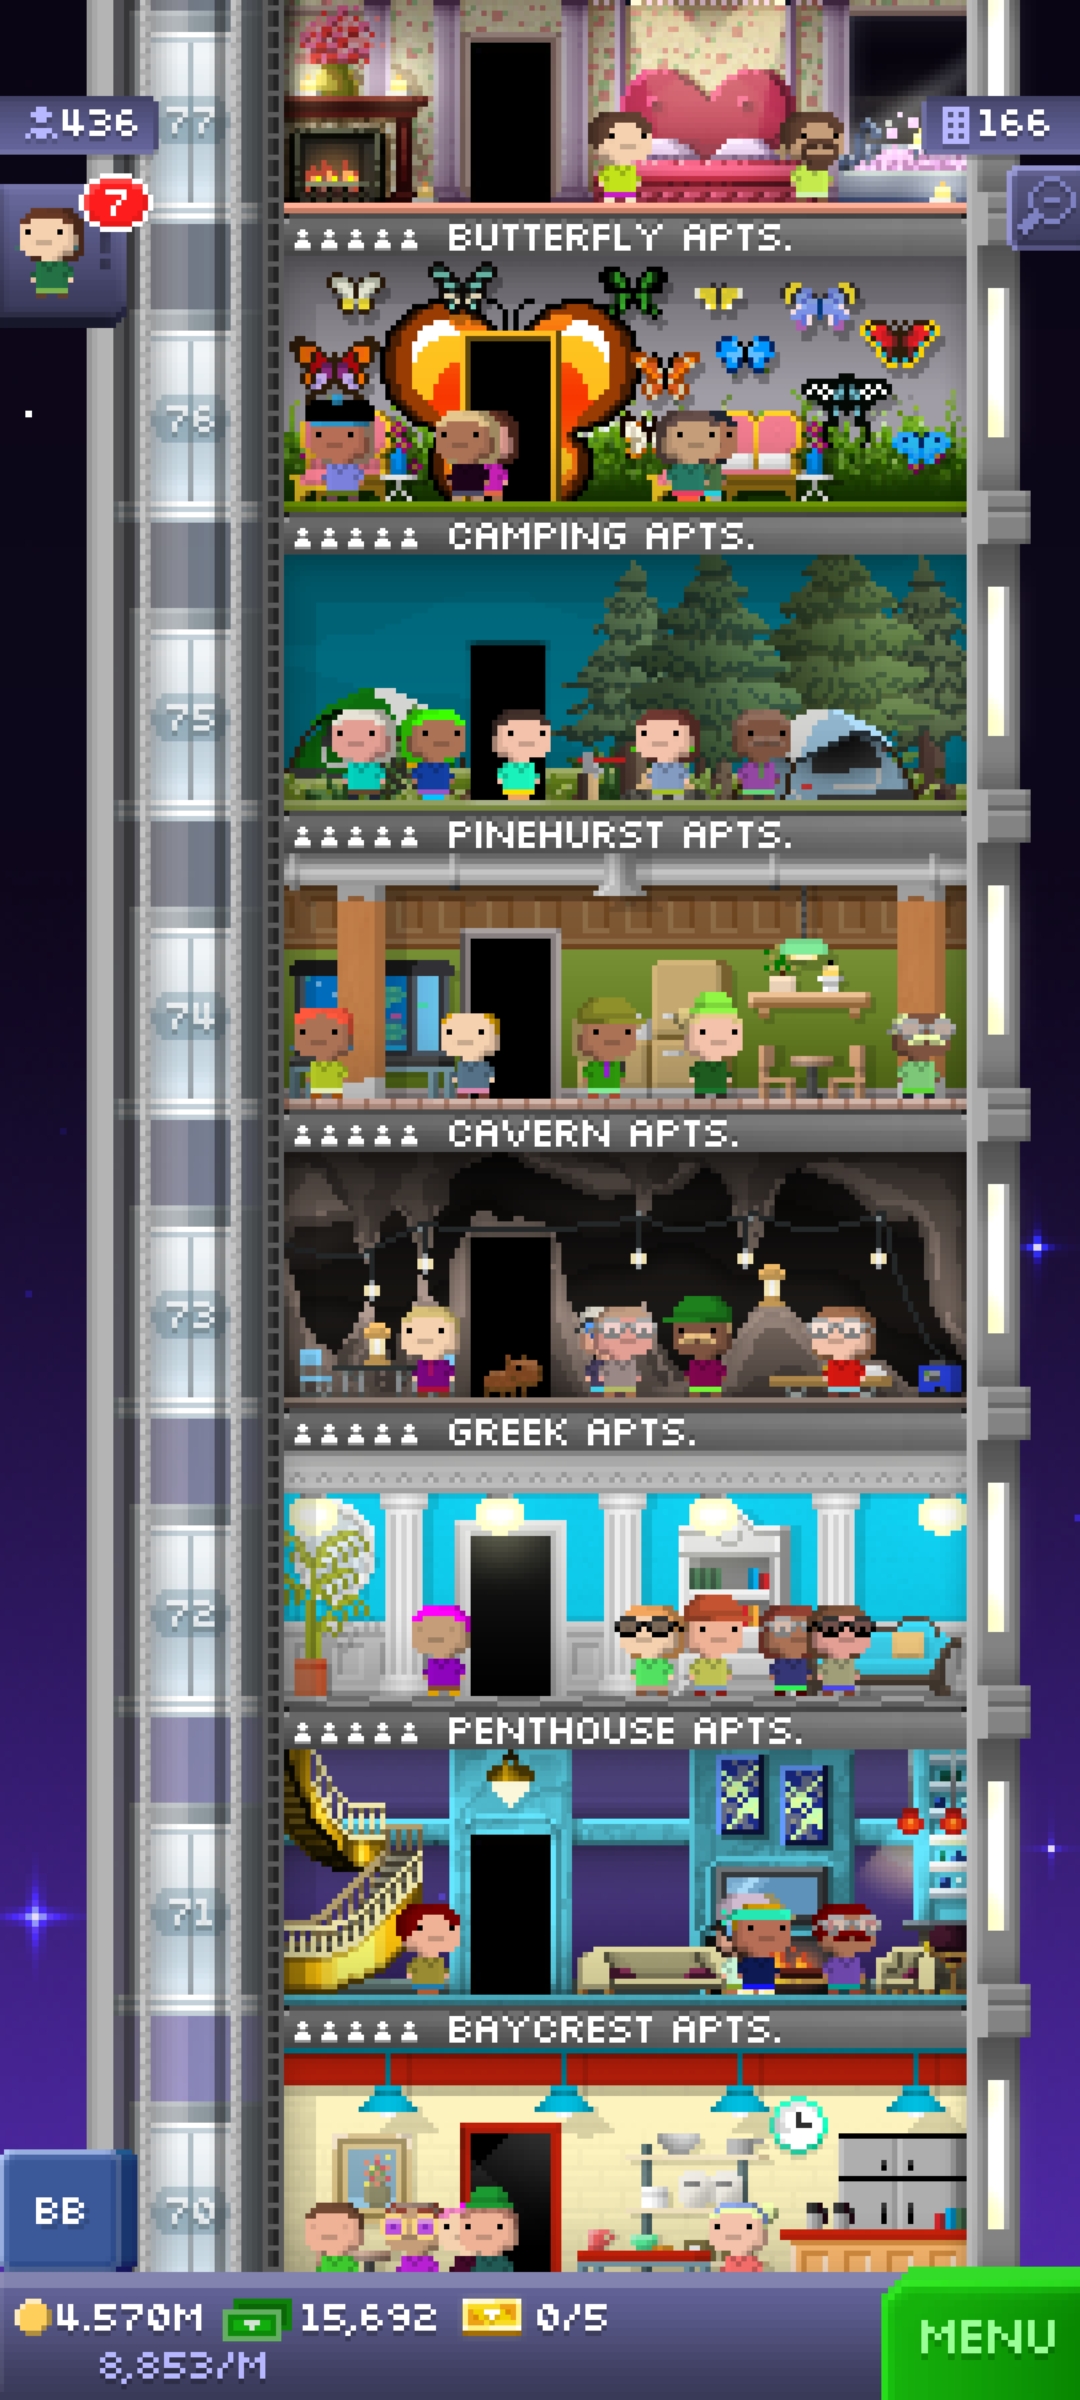 436
77
166
7
BUTTERFLY APTS.
76
CAMPING APTS.
75
PINEHURST APTS.
74
CAVERN APTS.
73
GREEK APTS.
72
PENTHOUSE APTS.
71
BAYCREST APTS.
70
BB
4.570M 15,692 0/5
8,853/M
MENU